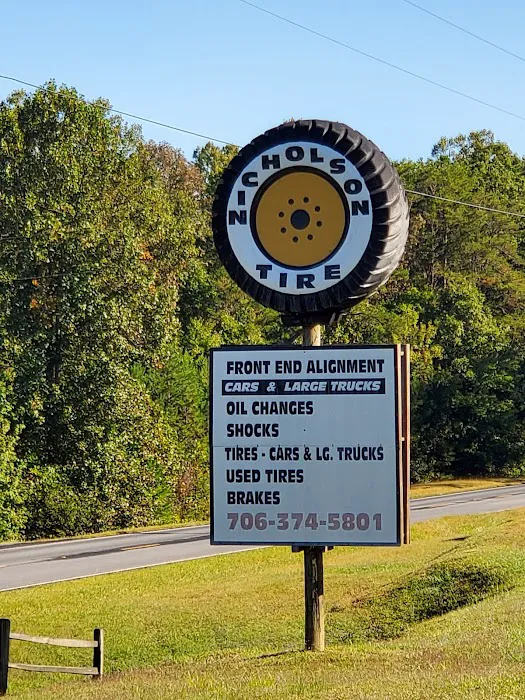 NICHOLSON
TIRE
FRONT END ALIGNMENT
CARS & LARGE TRUCKS
OIL CHANGES
SHOCKS
TIRES - CARS & LG. TRUCKS
USED TIRES
BRAKES
706-374-5801